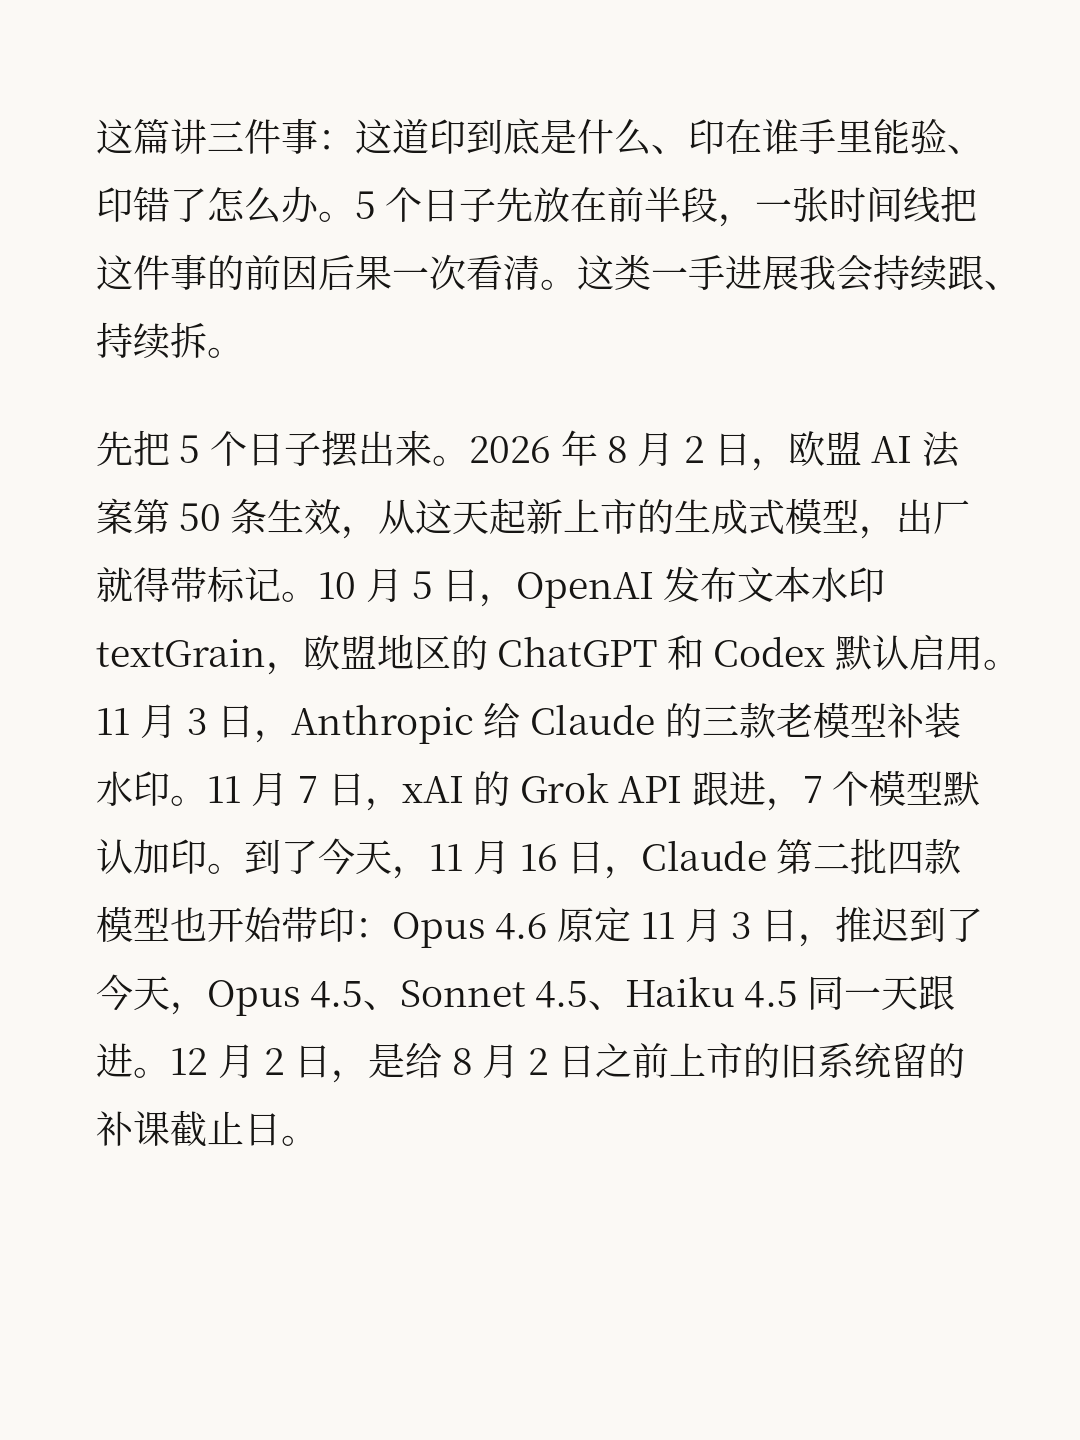 这篇讲三件事：这道印到底是什么、印在谁手里能验、
印错了怎么办。5 个日子先放在前半段，一张时间线把
这件事的前因后果一次看清。这类一手进展我会持续跟、
持续拆。
先把 5 个日子摆出来。2026 年 8 月 2 日，欧盟 AI 法
案第 50 条生效，从这天起新上市的生成式模型，出厂
就得带标记。10 月 5 日，OpenAI 发布文本水印
textGrain，欧盟地区的 ChatGPT 和 Codex 默认启用。
11 月 3 日，Anthropic 给 Claude 的三款老模型补装
水印。11 月 7 日，xAI 的 Grok API 跟进，7 个模型默
认加印。到了今天，11 月 16 日，Claude 第二批四款
模型也开始带印：Opus 4.6 原定 11 月 3 日，推迟到了
今天，Opus 4.5、Sonnet 4.5、Haiku 4.5 同一天跟
进。12 月 2 日，是给 8 月 2 日之前上市的旧系统留的
补课截止日。